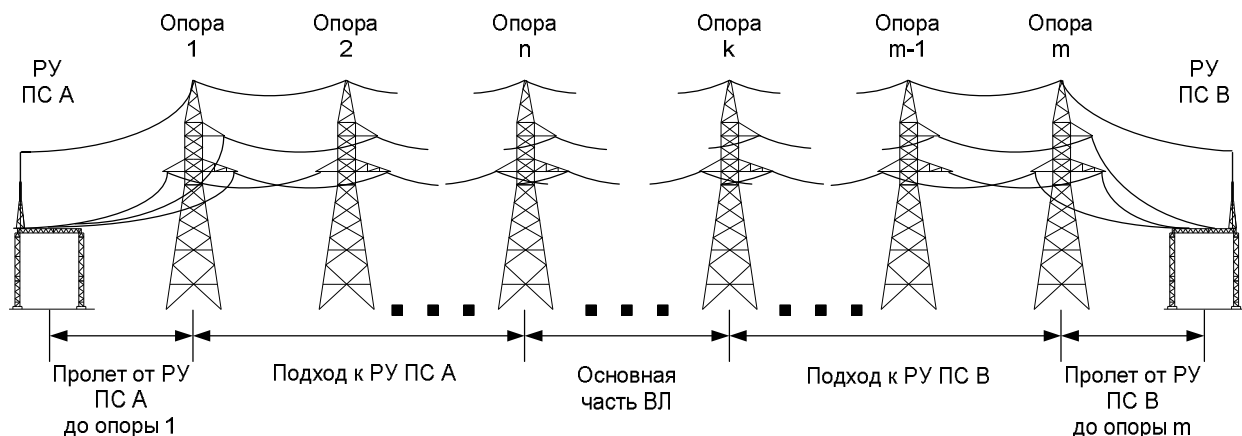 Опора
1
Опора
2
Опора
n
Опора
k
Опора
m-1
Опора
m
РУ
ПС А
РУ
ПС В
Пролет от РУ
ПС А
до опоры 1
Подход к РУ ПС А
Основная
часть ВЛ
Подход к РУ ПС В
Пролет от РУ
ПС В
до опоры m